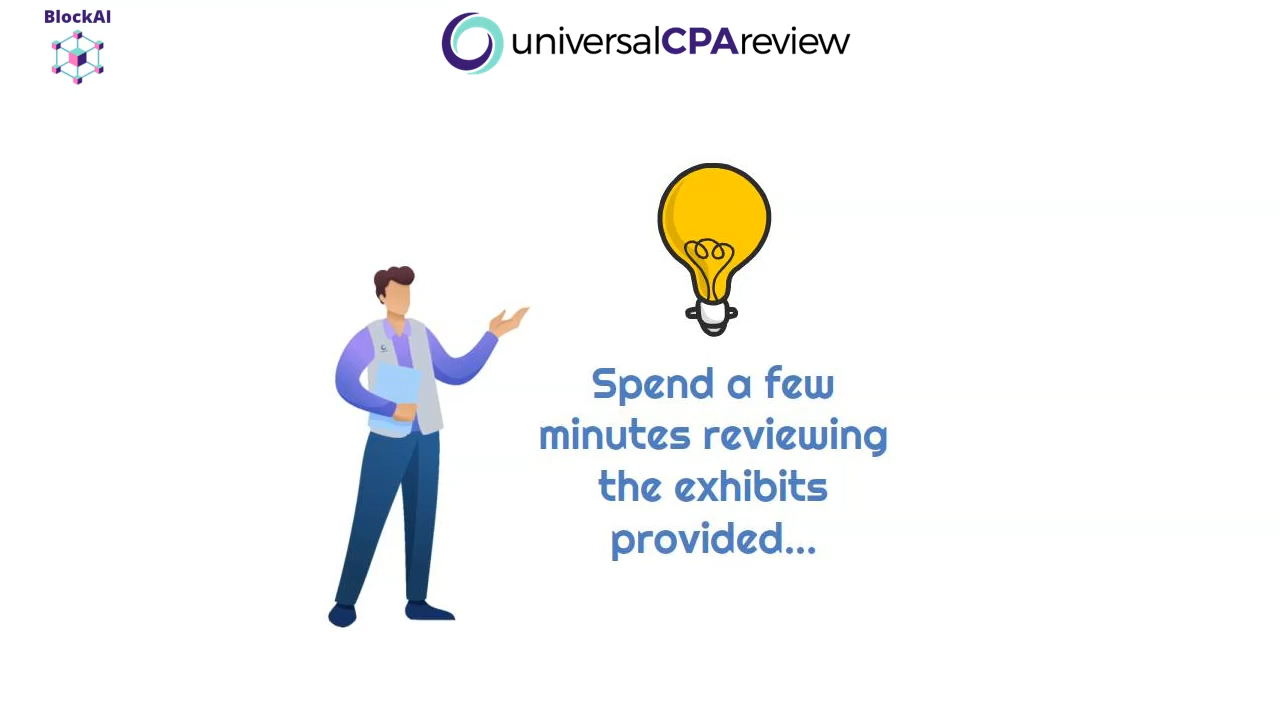 BlockAI
universalCPAreview
Spend a few
minutes reviewing
the exhibits
provided...